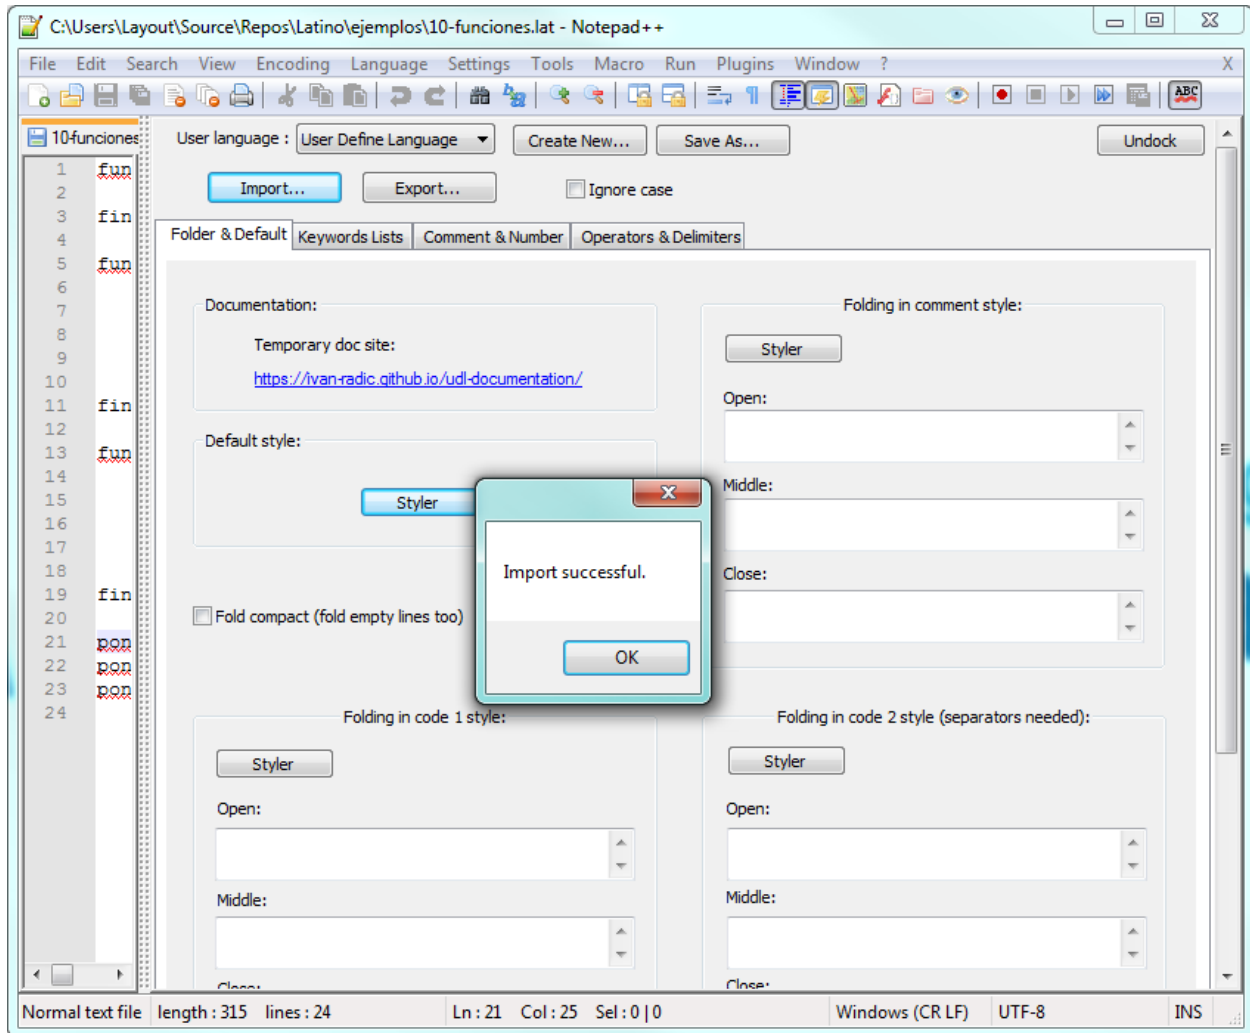 C:\Users\Layout\Source\Repos\Latino\ejemplos\10-funciones.lat - Notepad++
File Edit Search View Encoding Language Settings Tools Macro Run Plugins Window ? X
ABC
10-funciones
User language : User Define Language Create New... Save As... Undock
Import... Export... Ignore case
Folder & Default Keywords Lists Comment & Number Operators & Delimiters
1 fun
2
3 fin
4
5 fun
6
7
8
9
10
11 fin
12
13 fun
14
15
16
17
18
19 fin
20
21 pon
22 pon
23 pon
24
Documentation:
Temporary doc site:
https://ivan-radic.github.io/udl-documentation/
Default style:
Styler
Fold compact (fold empty lines too)
Folding in comment style:
Styler
Open:
Middle:
Close:
Import successful.
OK
Folding in code 1 style:
Styler
Open:
Middle:
Close:
Folding in code 2 style (separators needed):
Styler
Open:
Middle:
Close:
Normal text file length : 315 lines : 24 Ln : 21 Col : 25 Sel : 0 | 0 Windows (CR LF) UTF-8 INS